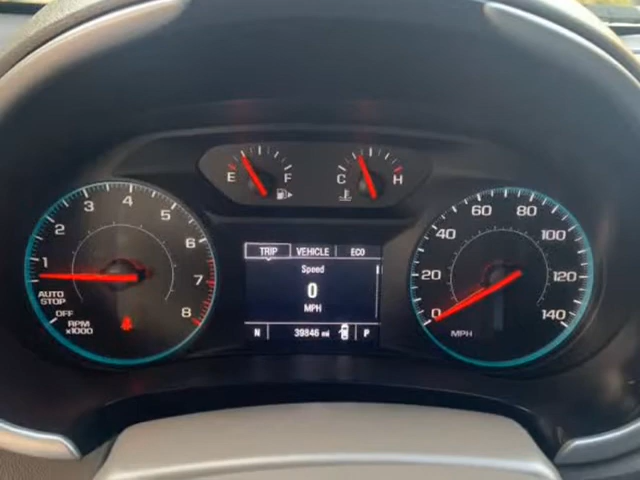 E F C H
1 2 3 4 5 6 7 8
AUTO
STOP
OFF
RPM
x1000
TRIP VEHICLE ECO
Speed
0
MPH
N 39846 mi P
0 20 40 60 80 100 120 140
MPH